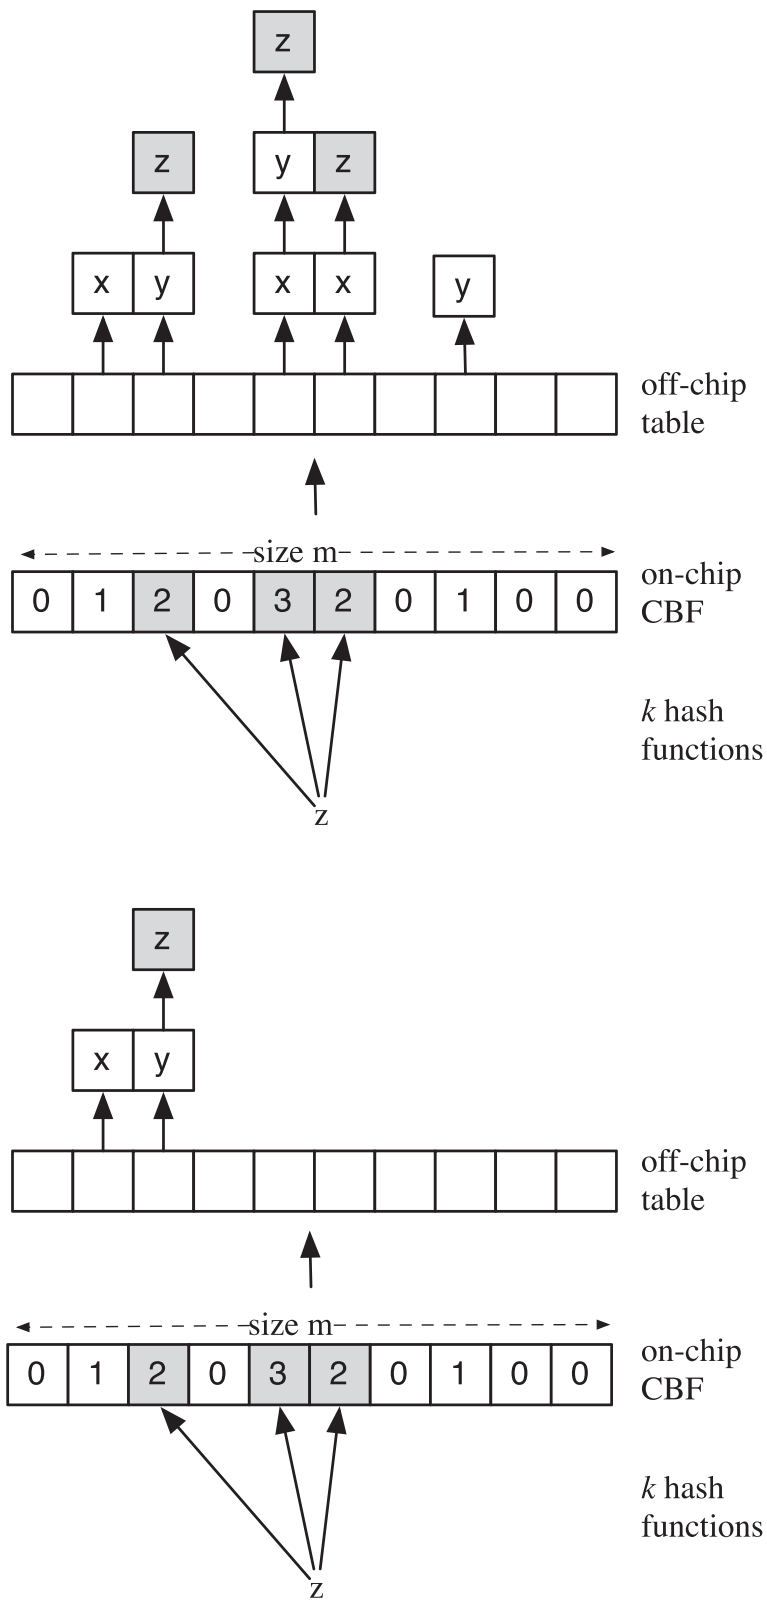 z
z y z
x y x x y
off-chip
table
size m
0 1 2 0 3 2 0 1 0 0
on-chip
CBF
k hash
functions
z
z
x y
off-chip
table
size m
0 1 2 0 3 2 0 1 0 0
on-chip
CBF
k hash
functions
z